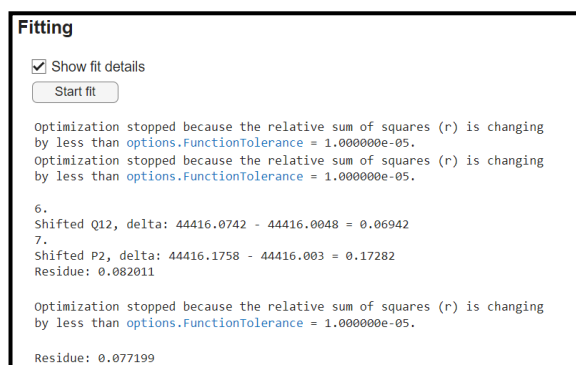 Fitting
Show fit details
Start fit
Optimization stopped because the relative sum of squares (r) is changing
by less than options.FunctionTolerance = 1.000000e-05.
Optimization stopped because the relative sum of squares (r) is changing
by less than options.FunctionTolerance = 1.000000e-05.
6.
Shifted Q12, delta: 44416.0742 - 44416.0048 = 0.06942
7.
Shifted P2, delta: 44416.1758 - 44416.003 = 0.17282
Residue: 0.082011
Optimization stopped because the relative sum of squares (r) is changing
by less than options.FunctionTolerance = 1.000000e-05.
Residue: 0.077199